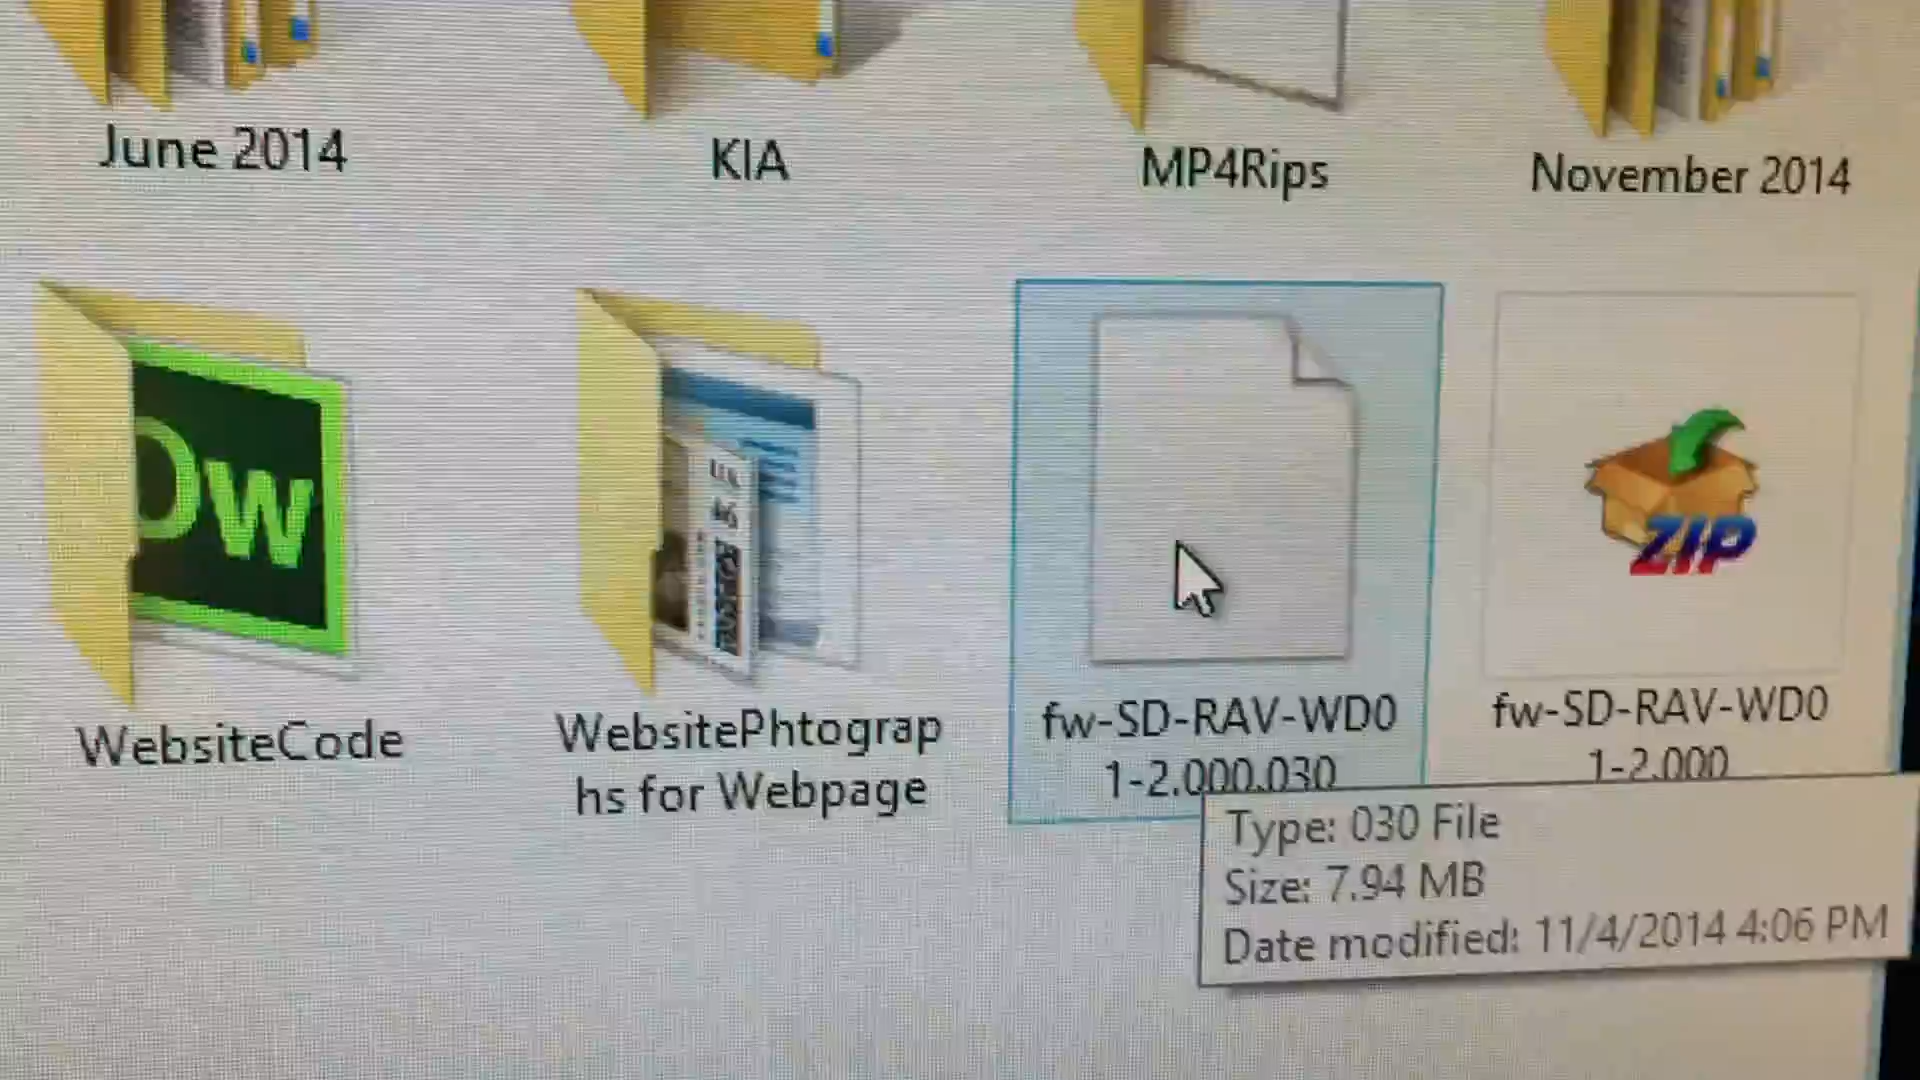 June 2014
KIA
MP4Rips
November 2014
Dw
WebsiteCode
WebsitePhtograp
hs for Webpage
fw-SD-RAV-WD0
1-2.000.030
ZIP
fw-SD-RAV-WD0
1-2.000
Type: 030 File
Size: 7.94 MB
Date modified: 11/4/2014 4:06 PM